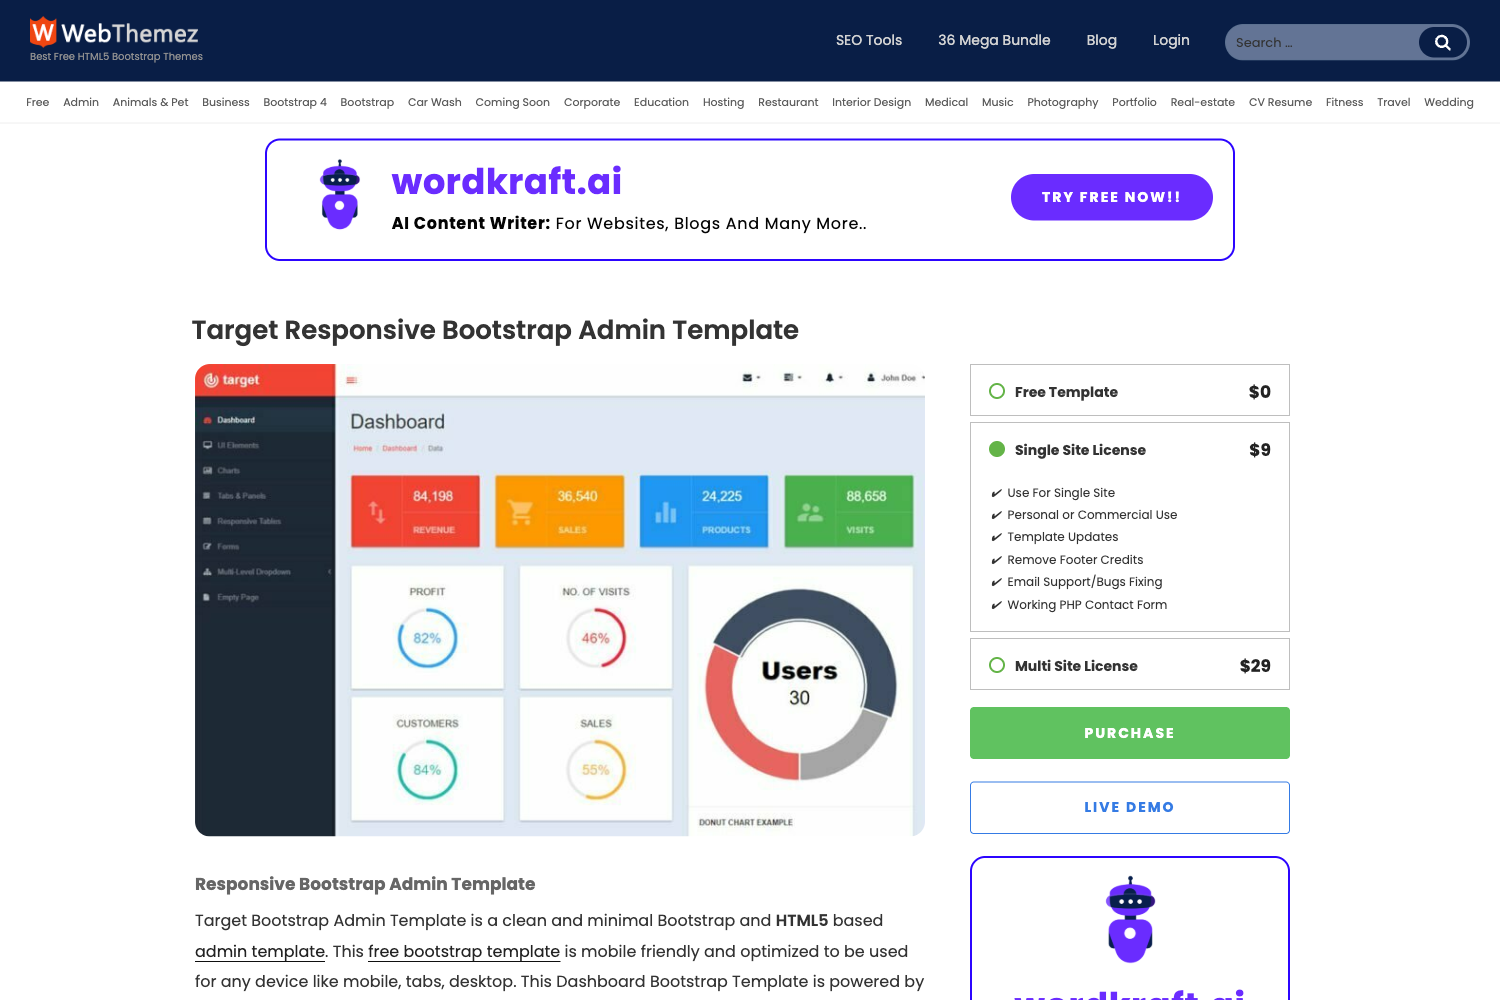 W WebThemez
Best Free HTML5 Bootstrap Themes
SEO Tools 36 Mega Bundle Blog Login Search ...
Free Admin Animals & Pet Business Bootstrap 4 Bootstrap Car Wash Coming Soon Corporate Education Hosting Restaurant Interior Design Medical Music Photography Portfolio Real-estate CV Resume Fitness Travel Wedding
wordkraft.ai
AI Content Writer: For Websites, Blogs And Many More..
TRY FREE NOW!!
Target Responsive Bootstrap Admin Template
target
John Doe
Dashboard
UI Elements
Charts
Tabs & Panels
Responsive Tables
Forms
Multi-Level Dropdown
Empty Page
Dashboard
Home / Dashboard / Data
84,198
REVENUE
36,540
SALES
24,225
PRODUCTS
88,658
VISITS
PROFIT
82%
NO. OF VISITS
46%
CUSTOMERS
84%
SALES
55%
Users
30
DONUT CHART EXAMPLE
Free Template $0
Single Site License $9
✔ Use For Single Site
✔ Personal or Commercial Use
✔ Template Updates
✔ Remove Footer Credits
✔ Email Support/Bugs Fixing
✔ Working PHP Contact Form
Multi Site License $29
PURCHASE
LIVE DEMO
wordkraft.ai
Responsive Bootstrap Admin Template
Target Bootstrap Admin Template is a clean and minimal Bootstrap and HTML5 based
admin template. This free bootstrap template is mobile friendly and optimized to be used
for any device like mobile, tabs, desktop. This Dashboard Bootstrap Template is powered by